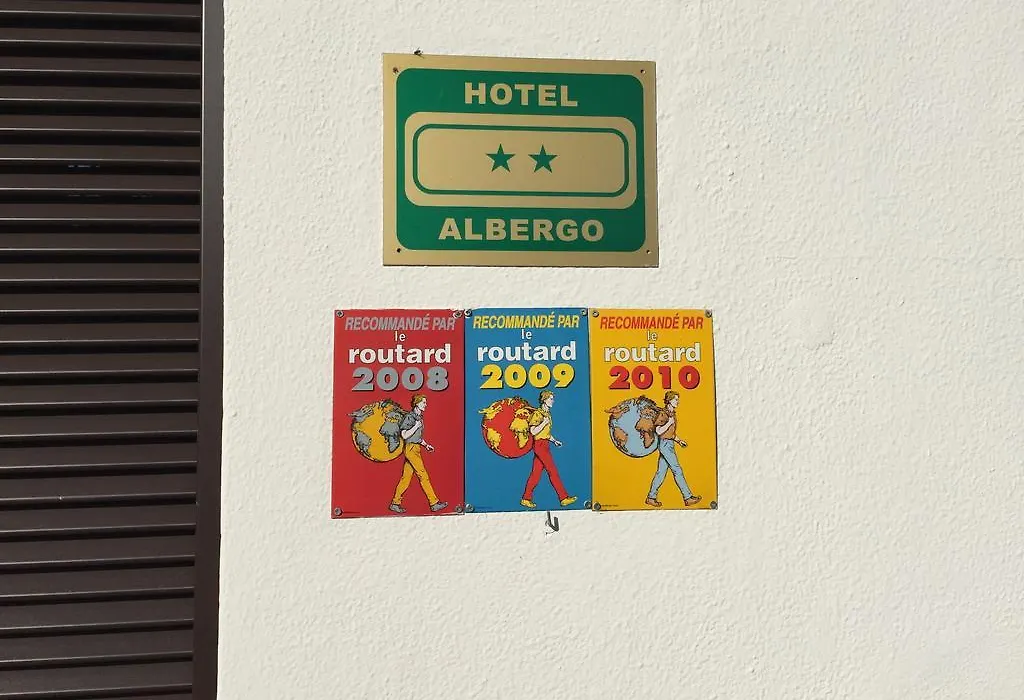 HOTEL
ALBERGO
RECOMMANDÉ PAR
le
routard
2008
RECOMMANDÉ PAR
le
routard
2009
RECOMMANDÉ PAR
le
routard
2010